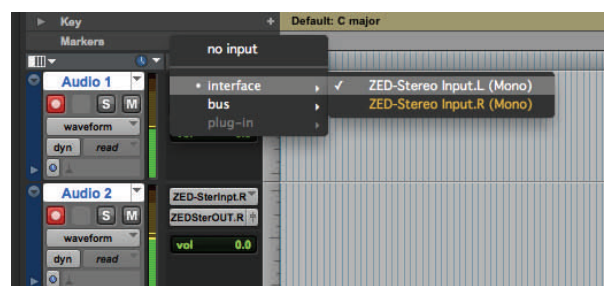 Key + Default: C major
Markers
no input
Audio 1
interface ZED-Stereo Input.L (Mono)
S M
bus ZED-Stereo Input.R (Mono)
waveform
plug-in
dyn read
Audio 2
ZED-SterInpt.R
S M
ZEDSterOUT.R
waveform
vol 0.0
dyn read